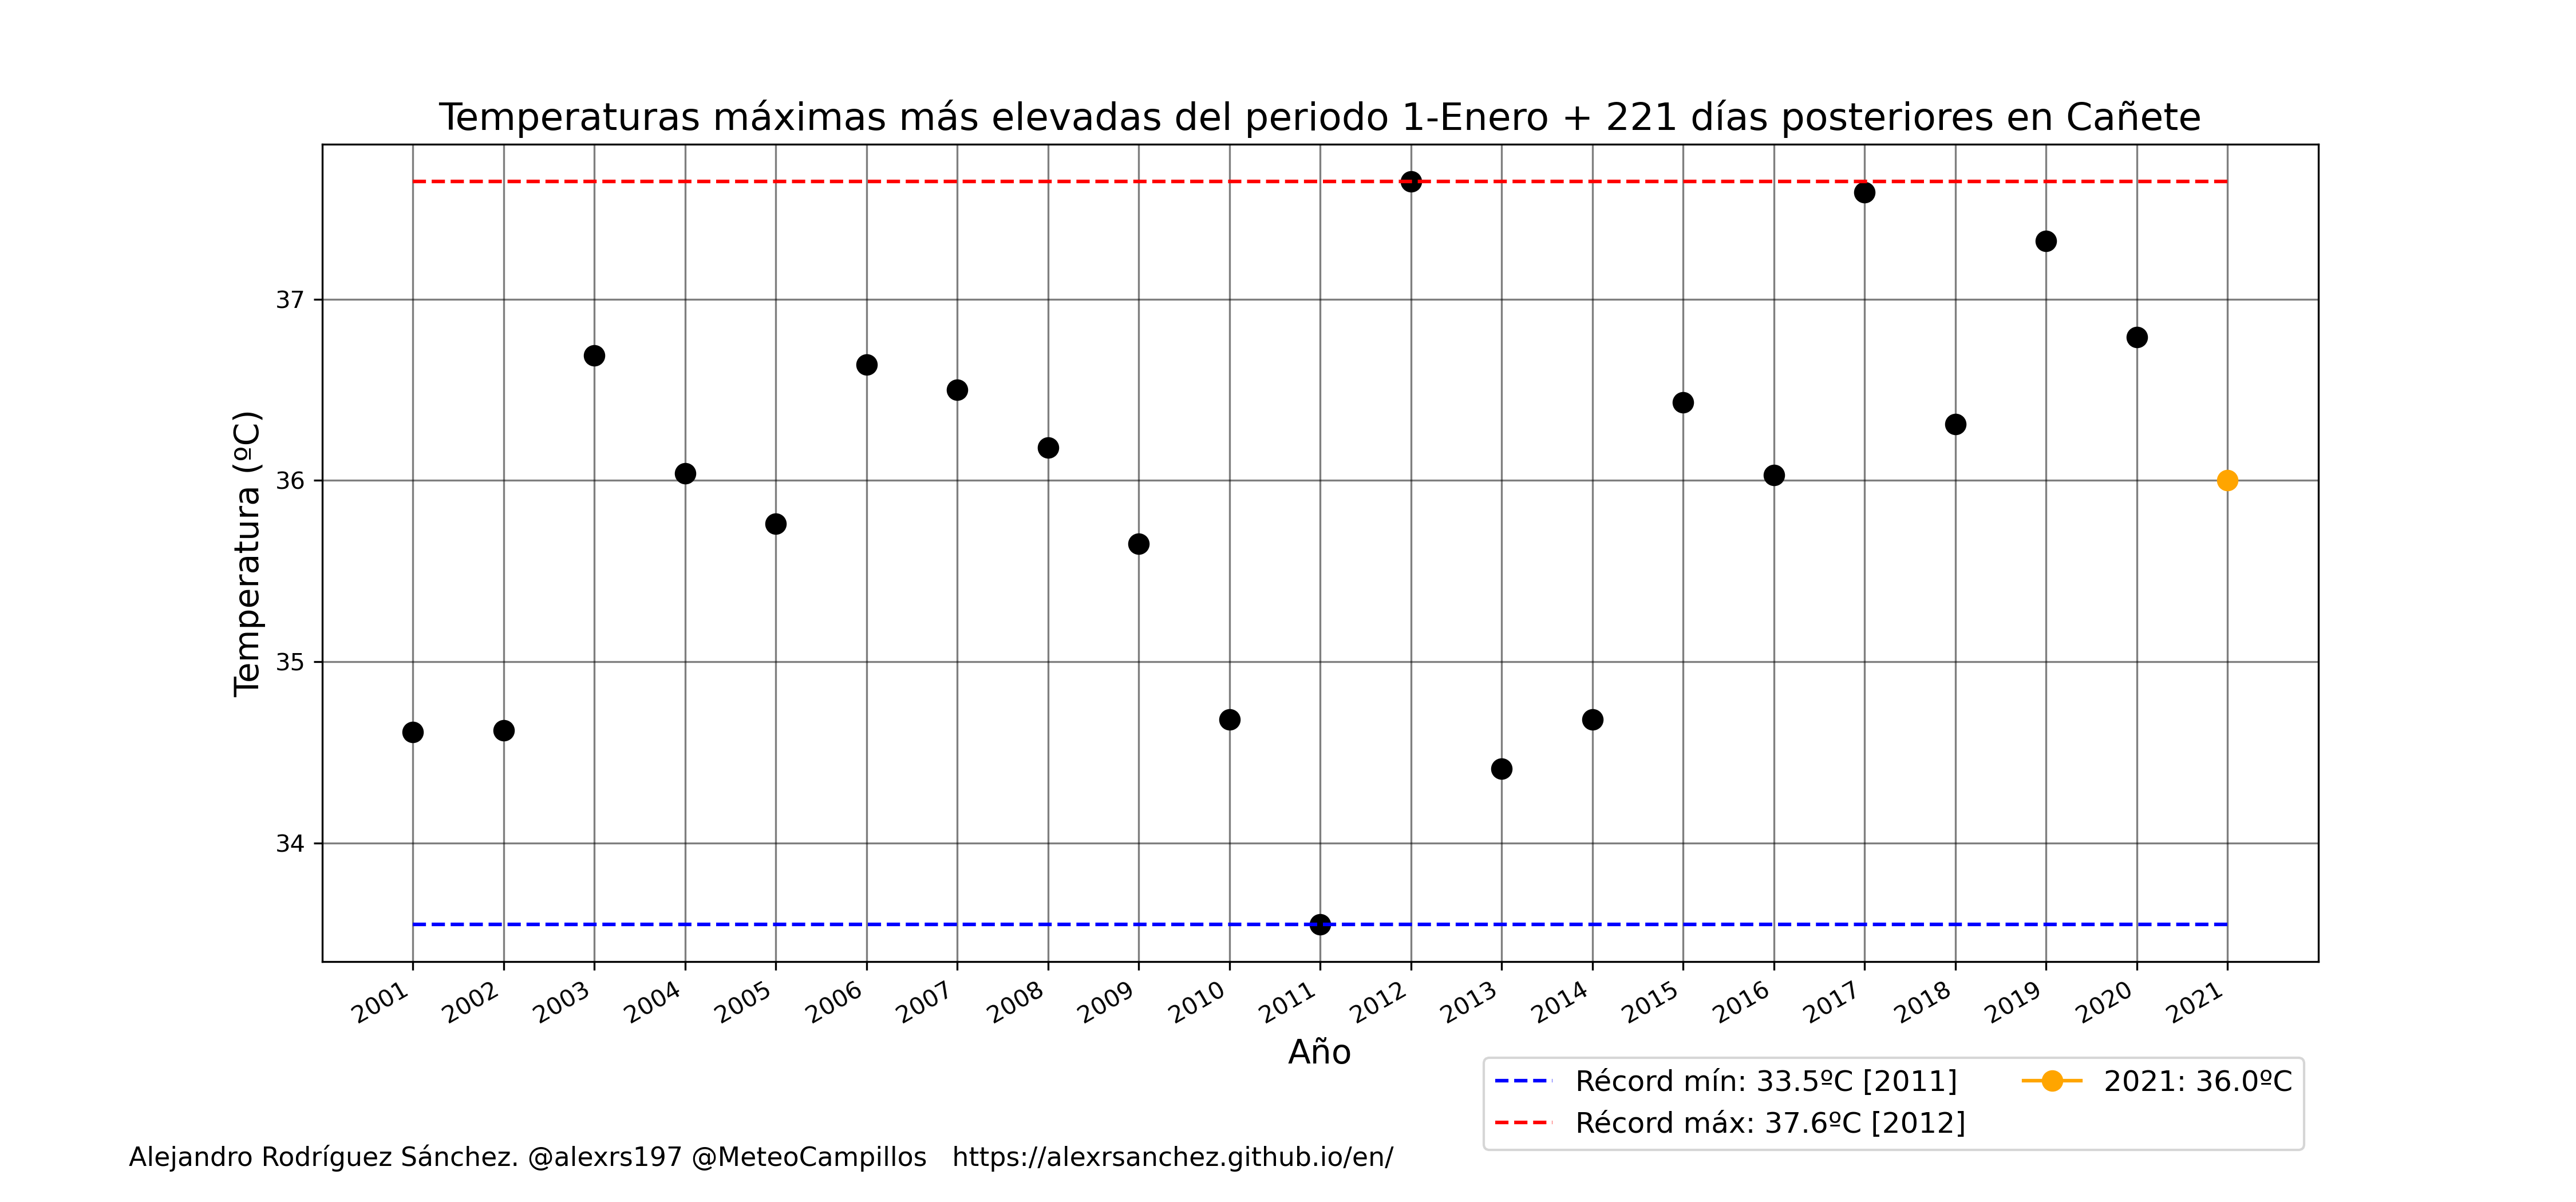 Temperaturas máximas más elevadas del periodo 1-Enero + 221 días posteriores en Cañete
Temperatura (ºC)
37
36
35
34
2001 2002 2003 2004 2005 2006 2007 2008 2009 2010 2011 2012 2013 2014 2015 2016 2017 2018 2019 2020 2021
Año
Récord mín: 33.5ºC [2011]
Récord máx: 37.6ºC [2012]
2021: 36.0ºC
Alejandro Rodríguez Sánchez. @alexrs197 @MeteoCampillos https://alexrsanchez.github.io/en/